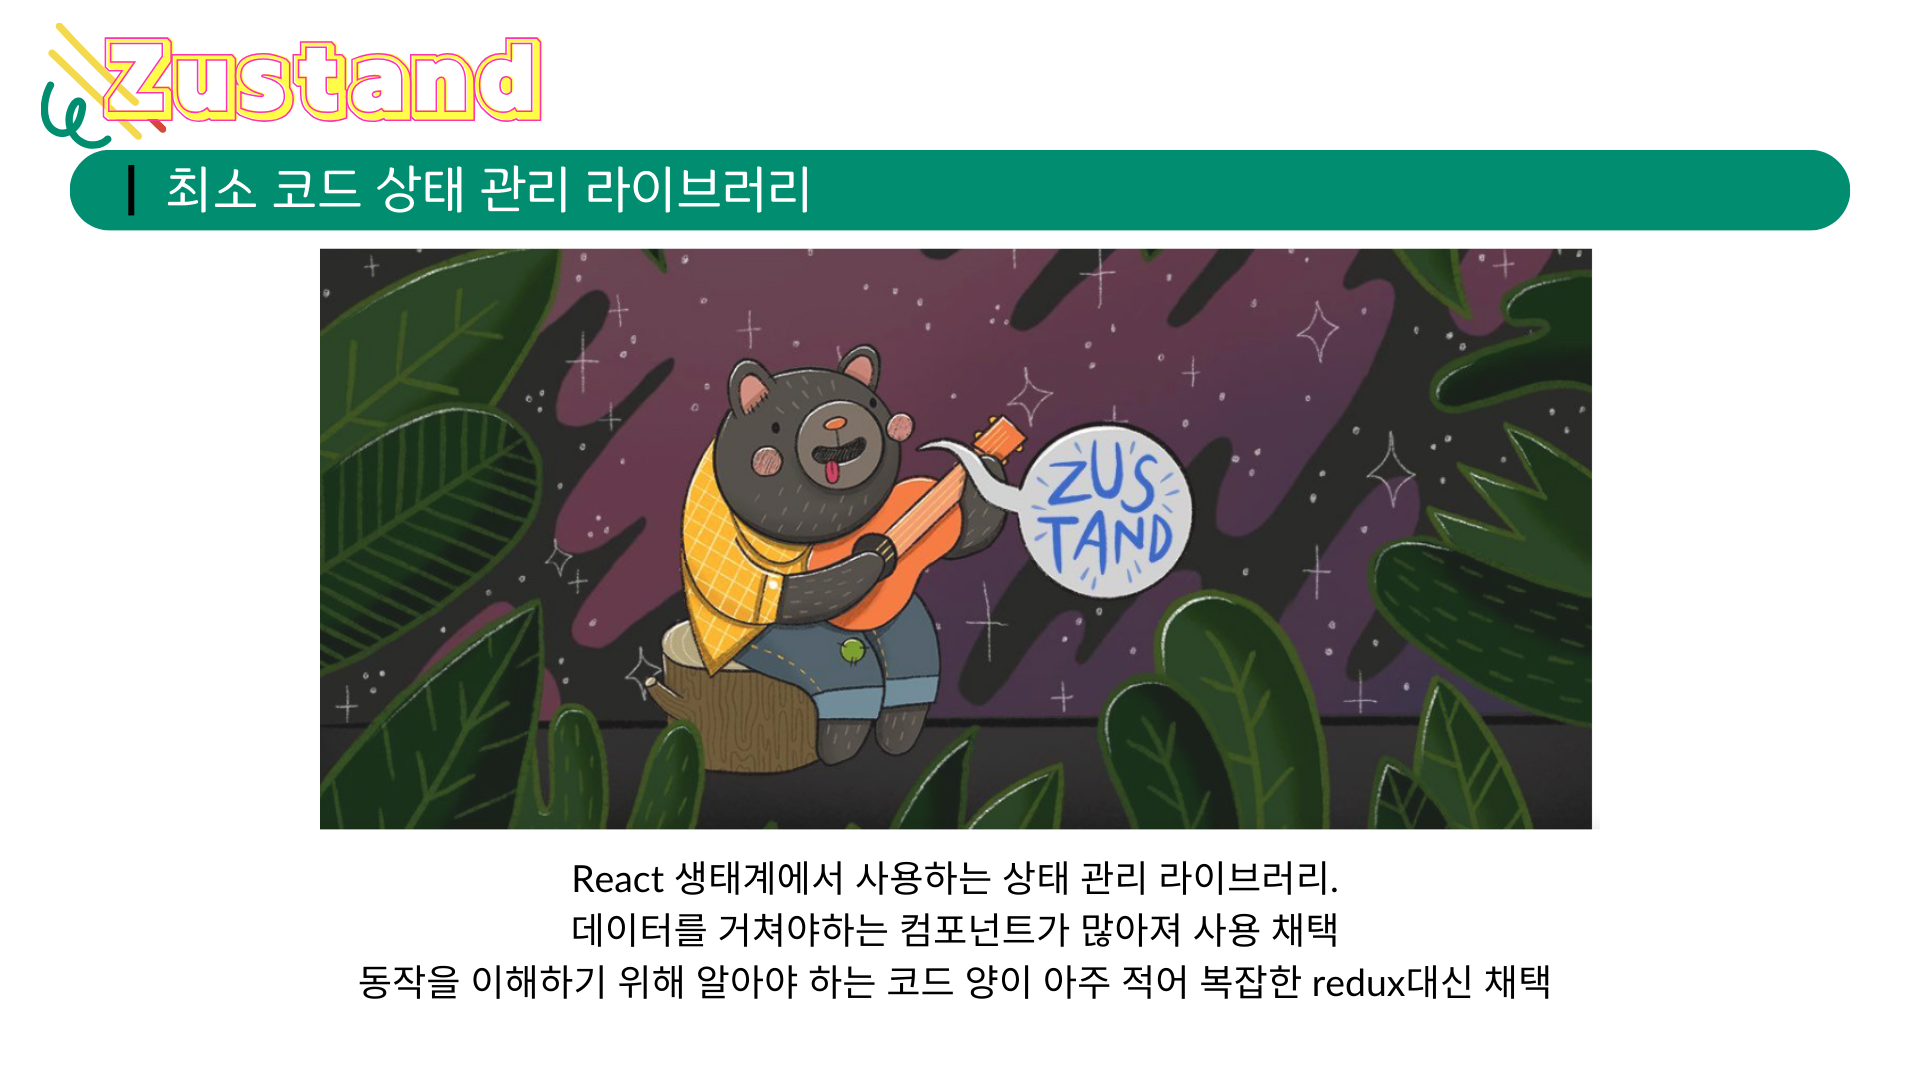 Zustand
최소 코드 상태 관리 라이브러리
ZUS
TAND
React 생태계에서 사용하는 상태 관리 라이브러리.
데이터를 거쳐야하는 컴포넌트가 많아져 사용 채택
동작을 이해하기 위해 알아야 하는 코드 양이 아주 적어 복잡한 redux대신 채택